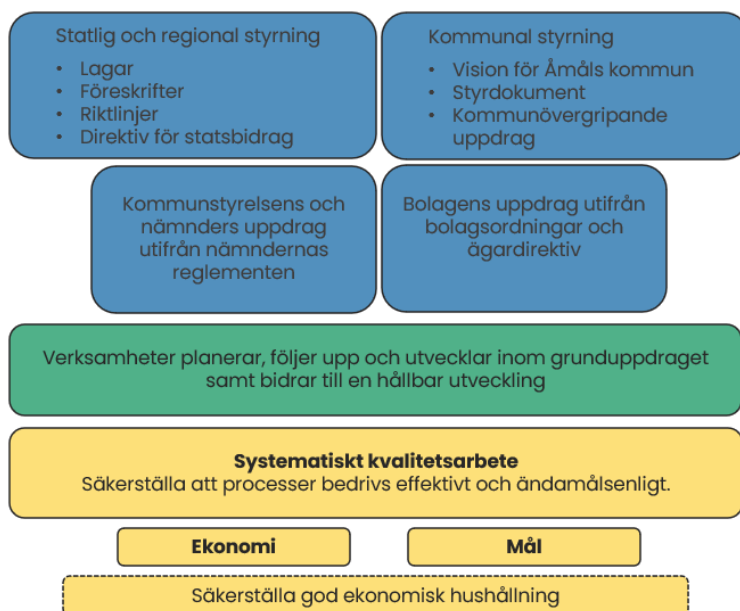 Statlig och regional styrning
• Lagar
• Föreskrifter
• Riktlinjer
• Direktiv för statsbidrag
Kommunal styrning
• Vision för Åmåls kommun
• Styrdokument
• Kommunövergripande
uppdrag
Kommunstyrelsens och
nämnders uppdrag
utifrån nämndernas
reglementen
Bolagens uppdrag utifrån
bolagsordningar och
ägardirektiv
Verksamheter planerar, följer upp och utvecklar inom grunduppdraget
samt bidrar till en hållbar utveckling
Systematiskt kvalitetsarbete
Säkerställa att processer bedrivs effektivt och ändamålsenligt.
Ekonomi
Mål
Säkerställa god ekonomisk hushållning